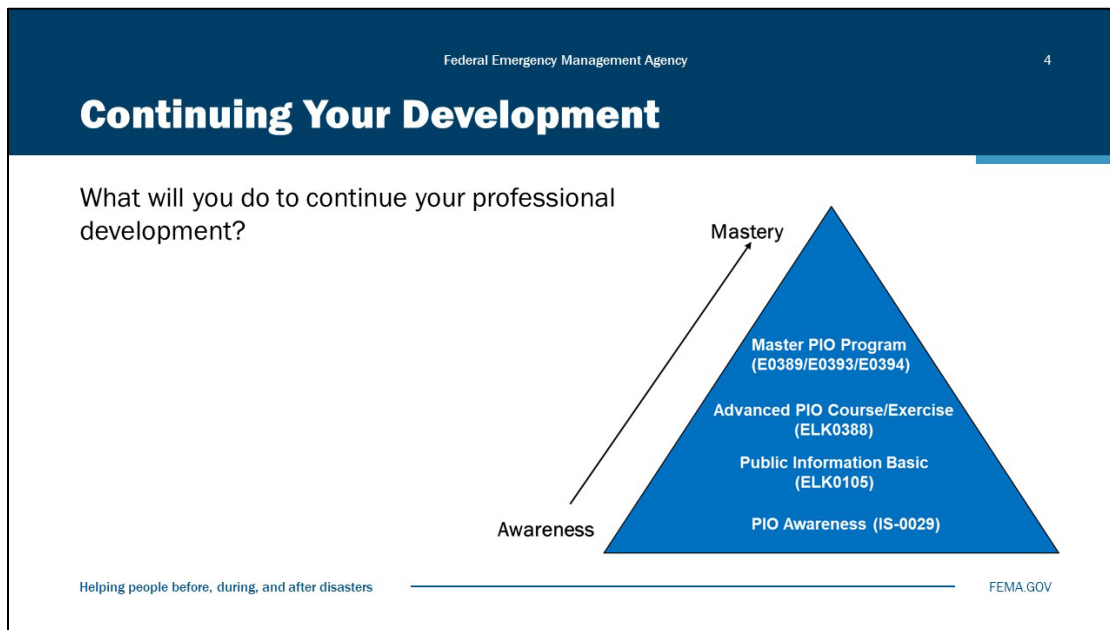 Federal Emergency Management Agency
4
Continuing Your Development
What will you do to continue your professional
development?
Mastery
Master PIO Program
(E0389/E0393/E0394)
Advanced PIO Course/Exercise
(ELK0388)
Public Information Basic
(ELK0105)
PIO Awareness (IS-0029)
Awareness
Helping people before, during, and after disasters
FEMA.GOV